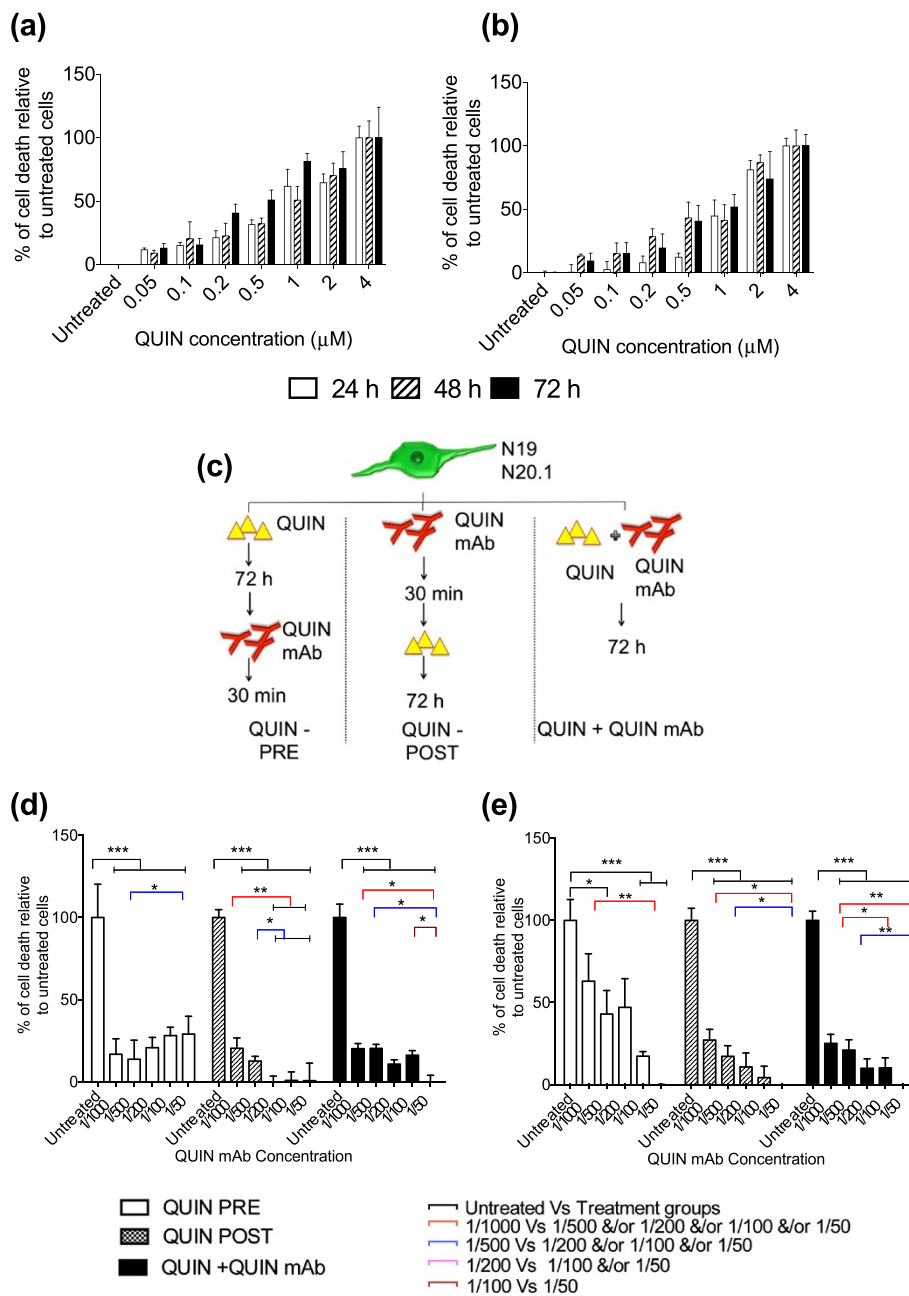 (a)
(b)
% of cell death relative
to untreated cells
150
100
50
0
Untreated
0.05
0.1
0.2
0.5
1
2
4
QUIN concentration (μM)
% of cell death relative
to untreated cells
150
100
50
0
Untreated
0.05
0.1
0.2
0.5
1
2
4
QUIN concentration (μM)
24 h
48 h
72 h
(c)
N19
N20.1
QUIN
72 h
QUIN
mAb
30 min
QUIN -
PRE
QUIN
mAb
30 min
72 h
QUIN -
POST
+
QUIN
QUIN
mAb
72 h
QUIN + QUIN mAb
(d)
% of cell death relative
to untreated cells
150
100
50
0
***
*
***
**
*
***
*
*
*
Untreated
1/1000
1/500
1/200
1/100
1/50
Untreated
1/1000
1/500
1/200
1/100
1/50
Untreated
1/1000
1/500
1/200
1/100
1/50
QUIN mAb Concentration
(e)
% of cell death relative
to untreated cells
150
100
50
0
***
*
**
***
*
*
***
**
*
**
Untreated
1/1000
1/500
1/200
1/100
1/50
Untreated
1/1000
1/500
1/200
1/100
1/50
Untreated
1/1000
1/500
1/200
1/100
1/50
QUIN mAb Concentration
QUIN PRE
QUIN POST
QUIN +QUIN mAb
Untreated Vs Treatment groups
1/1000 Vs 1/500 &/or 1/200 &/or 1/100 &/or 1/50
1/500 Vs 1/200 &/or 1/100 &/or 1/50
1/200 Vs 1/100 &/or 1/50
1/100 Vs 1/50